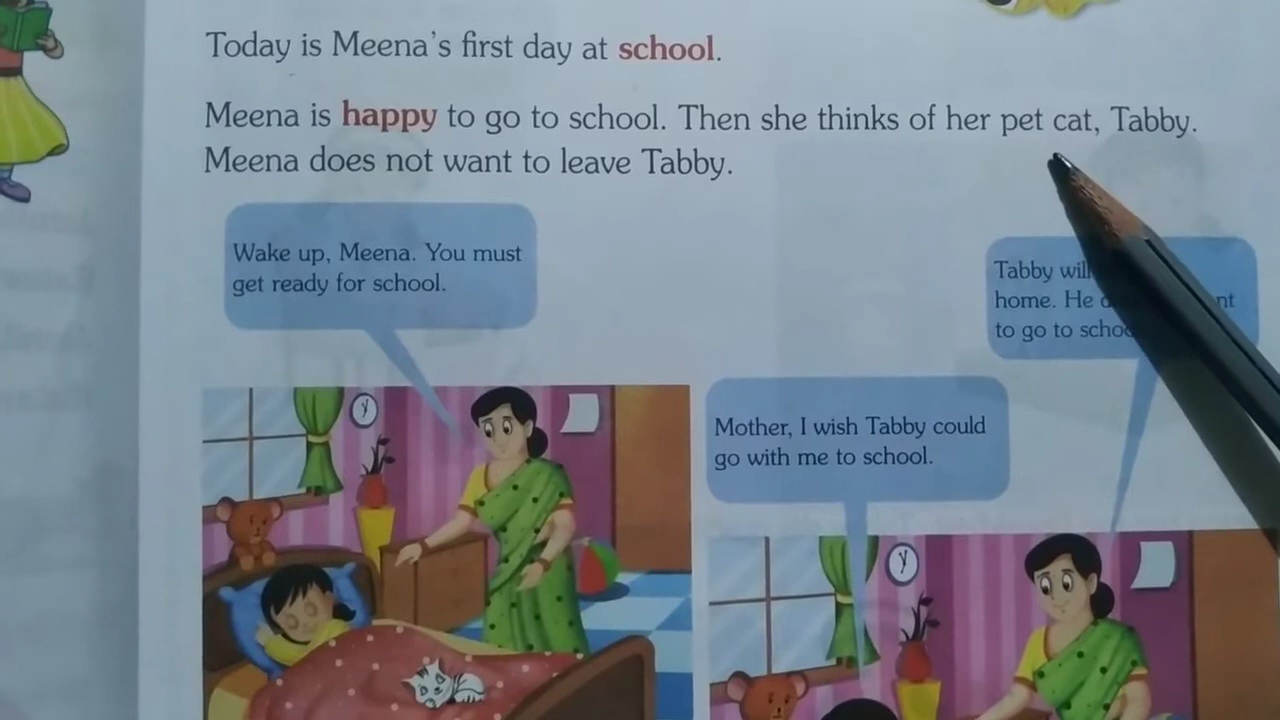 Today is Meena's first day at school.
Meena is happy to go to school. Then she thinks of her pet cat, Tabby.
Meena does not want to leave Tabby.
Wake up, Meena. You must
get ready for school.
Tabby will
home. He
to go to
Mother, I wish Tabby could
go with me to school.